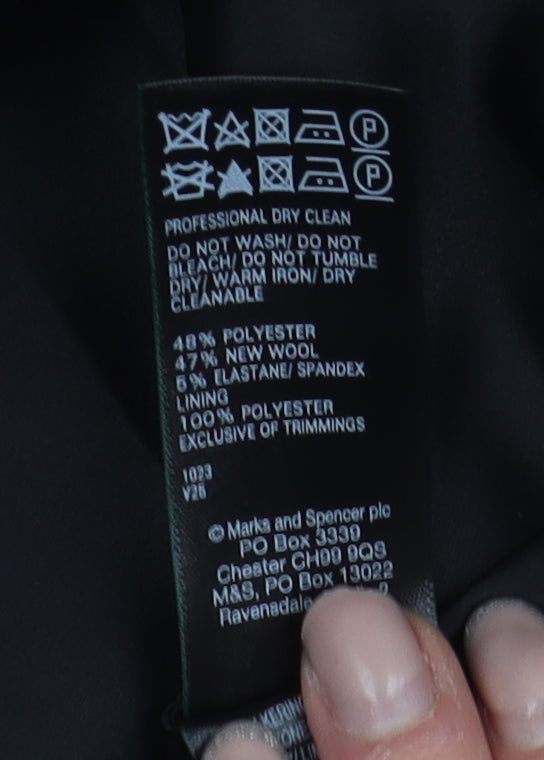 P
P
PROFESSIONAL DRY CLEAN
DO NOT WASH/ DO NOT
BLEACH/ DO NOT TUMBLE
DRY/ WARM IRON/ DRY
CLEANABLE
48% POLYESTER
47% NEW WOOL
5% ELASTANE/ SPANDEX
LINING
100% POLYESTER
EXCLUSIVE OF TRIMMINGS
1023
V25
© Marks and Spencer plc
PO Box 3339
Chester CH99 9QS
M&S, PO Box 13022
Ravensdale